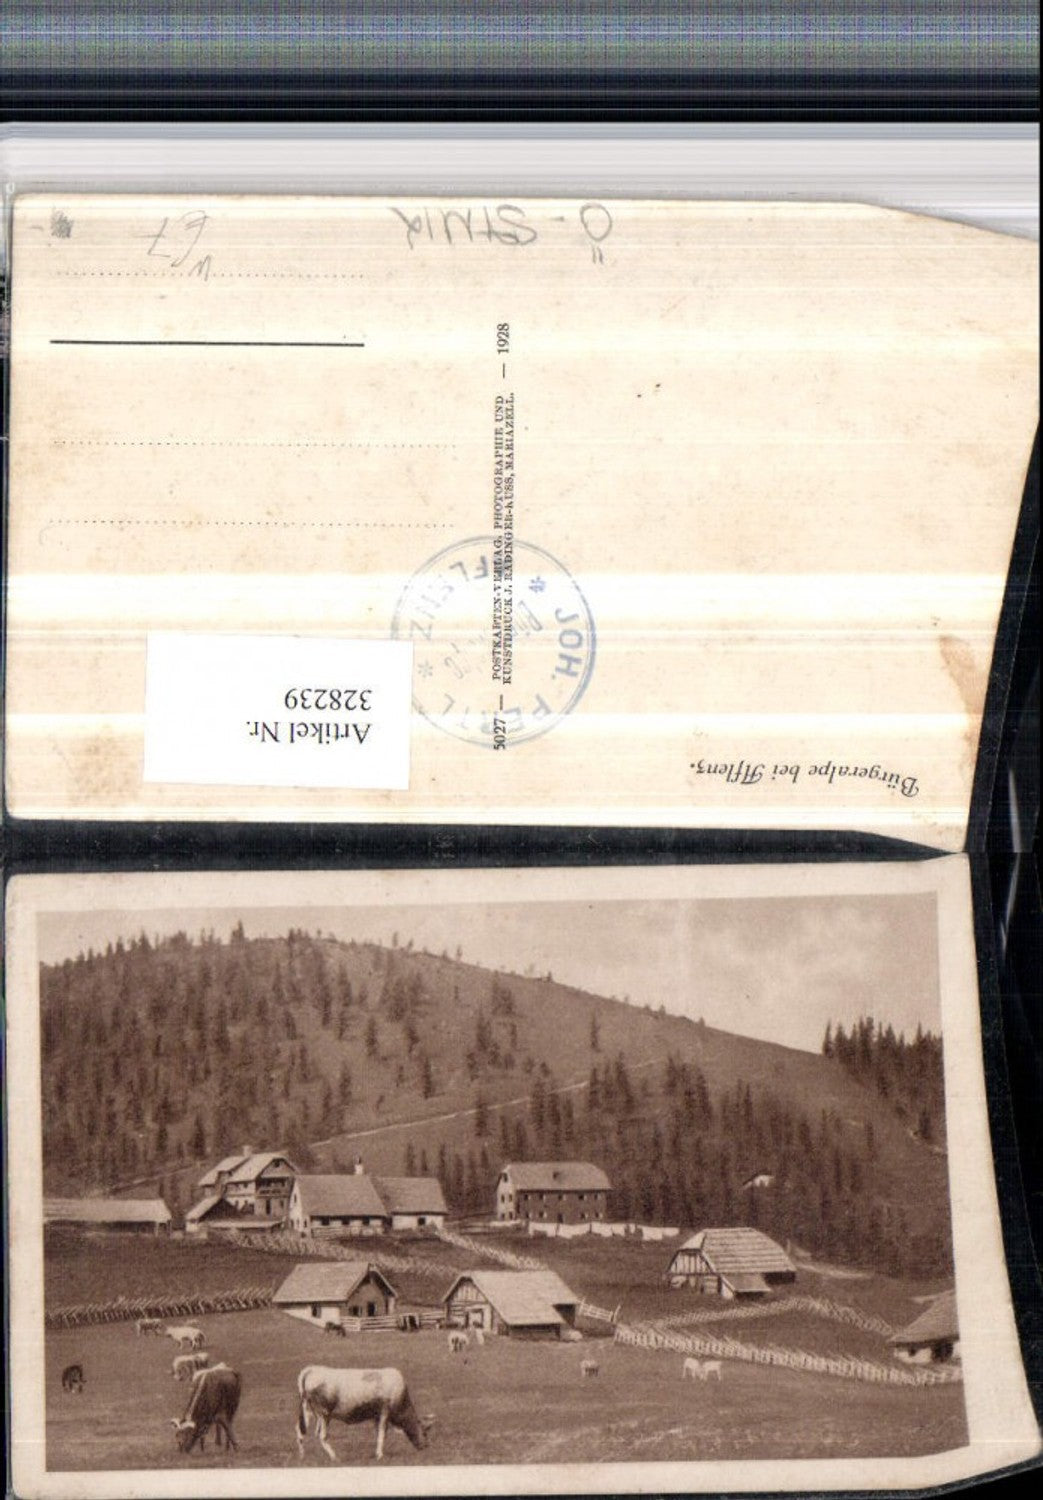 Ö-STMK
67
5027 — POSTKARTEN-VERLAG, PHOTOGRAPHIE UND — 1928
KUNSTDRUCK J. RADINGER-KUSS, MARIAZELL.
* JOH. PERTL *
Artikel Nr.
328239
Bürgeralpe bei Aflenz.